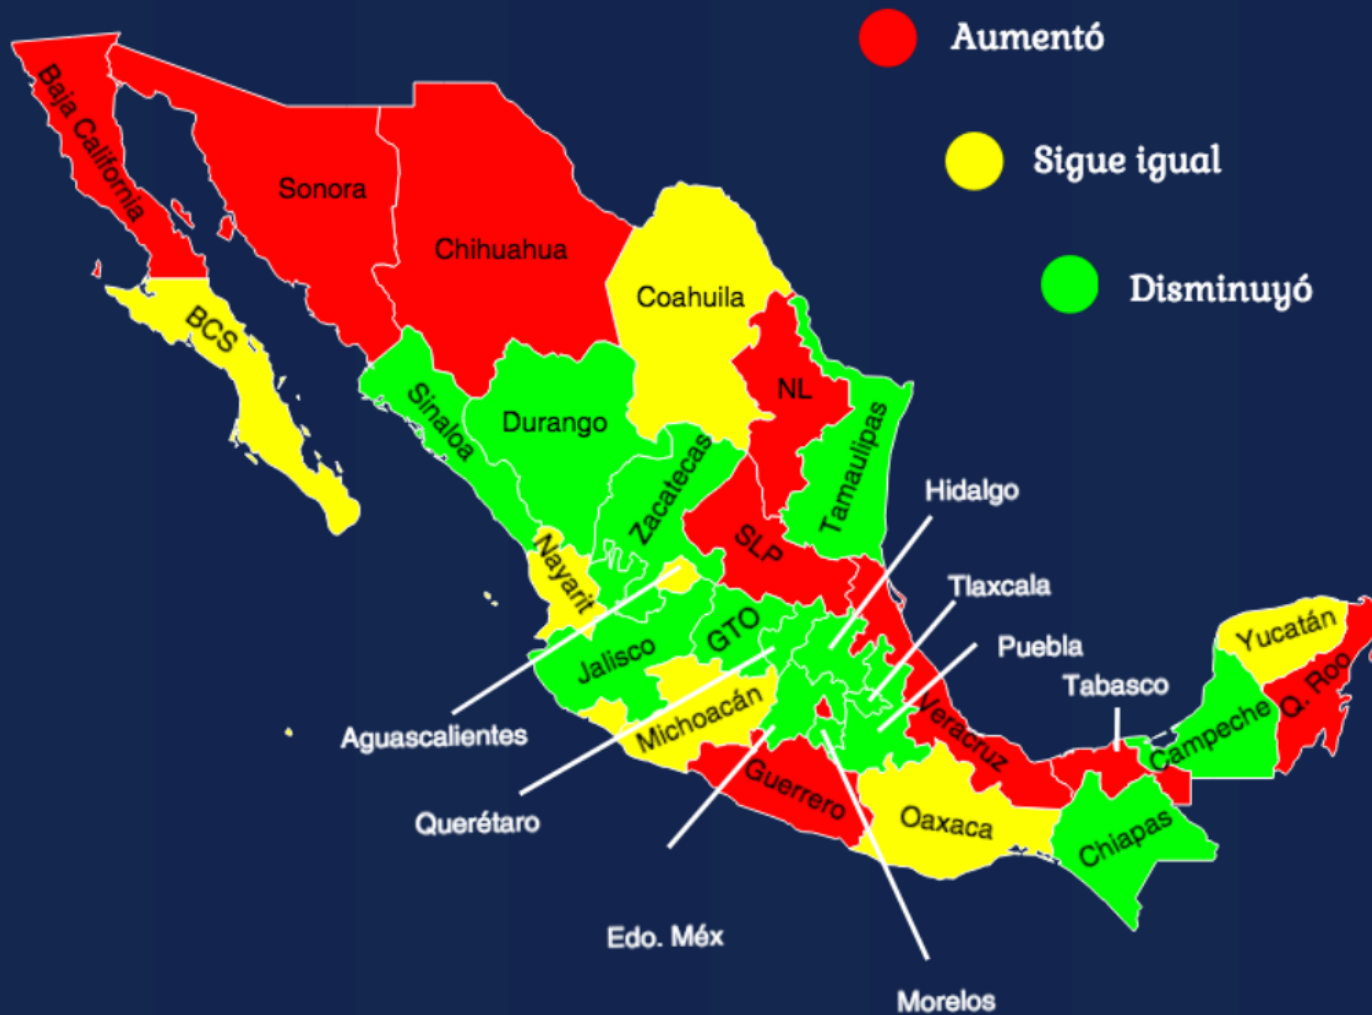 Aumentó
Sigue igual
Disminuyó
Baja California
Sonora
Chihuahua
Coahuila
BCS
NL
Sinaloa
Durango
Zacatecas
Tamaulipas
Hidalgo
SLP
Nayarit
Tlaxcala
Jalisco
GTO
Puebla
Yucatán
Tabasco
Q. Roo
Aguascalientes
Michoacán
Veracruz
Campeche
Guerrero
Querétaro
Oaxaca
Chiapas
Edo. Méx
Morelos